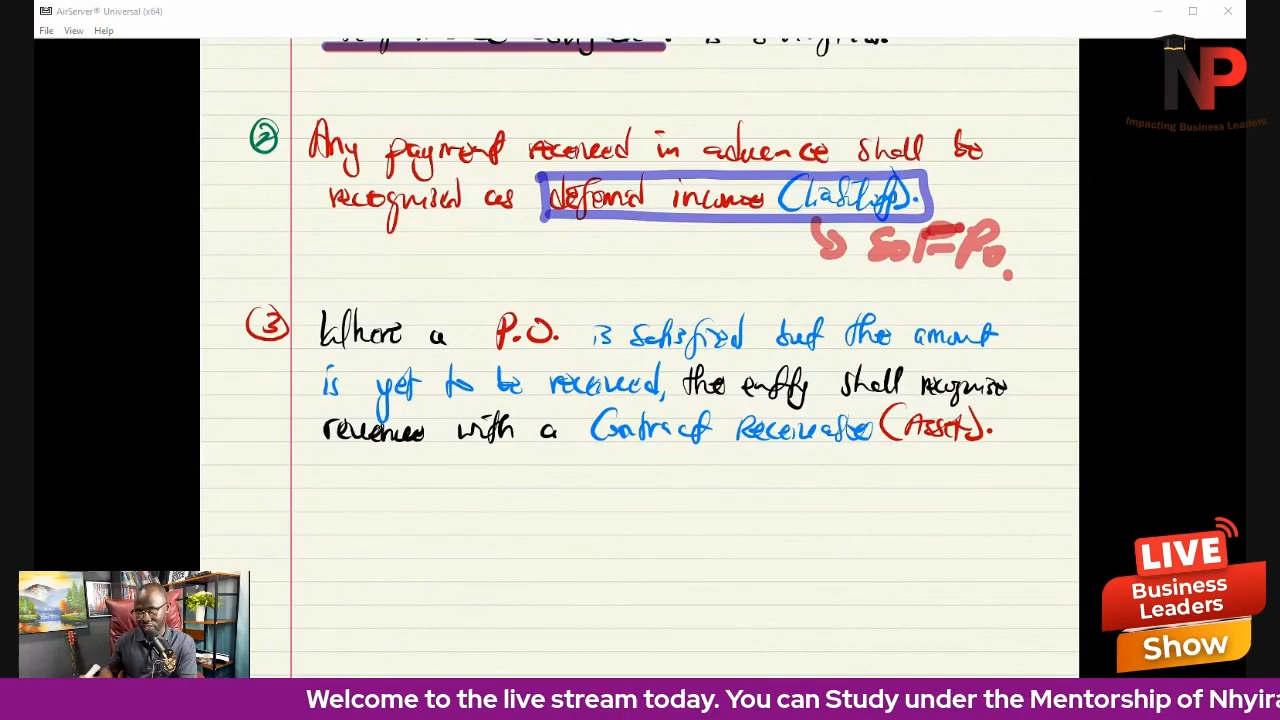 AirServer® Universal (x64)
File View Help
NP
Impacting Business Leaders
② Any payment received in advance shall be
recognised as deferred income (Liability).
SOFPO.
③ Where a P.O. is satisfied but the amount
is yet to be received, the entity shall recognise
revenue with a Contract Receivable (Asset).
LIVE
Business
Leaders
Show
Welcome to the live stream today. You can Study under the Mentorship of Nhyira